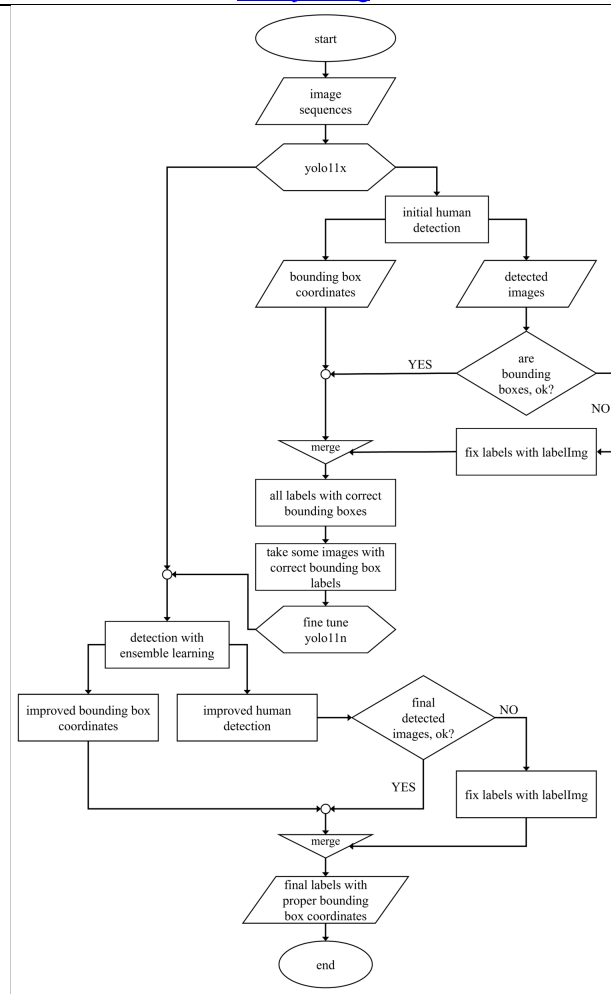 start
image
sequences
yolo11x
initial human
detection
bounding box
coordinates
detected
images
are
bounding
boxes, ok?
YES
NO
merge
fix labels with labelImg
all labels with correct
bounding boxes
take some images with
correct bounding box
labels
fine tune
yolo11n
detection with
ensemble learning
improved bounding box
coordinates
improved human
detection
final
detected
images, ok?
NO
YES
fix labels with labelImg
merge
final labels with
proper bounding
box coordinates
end